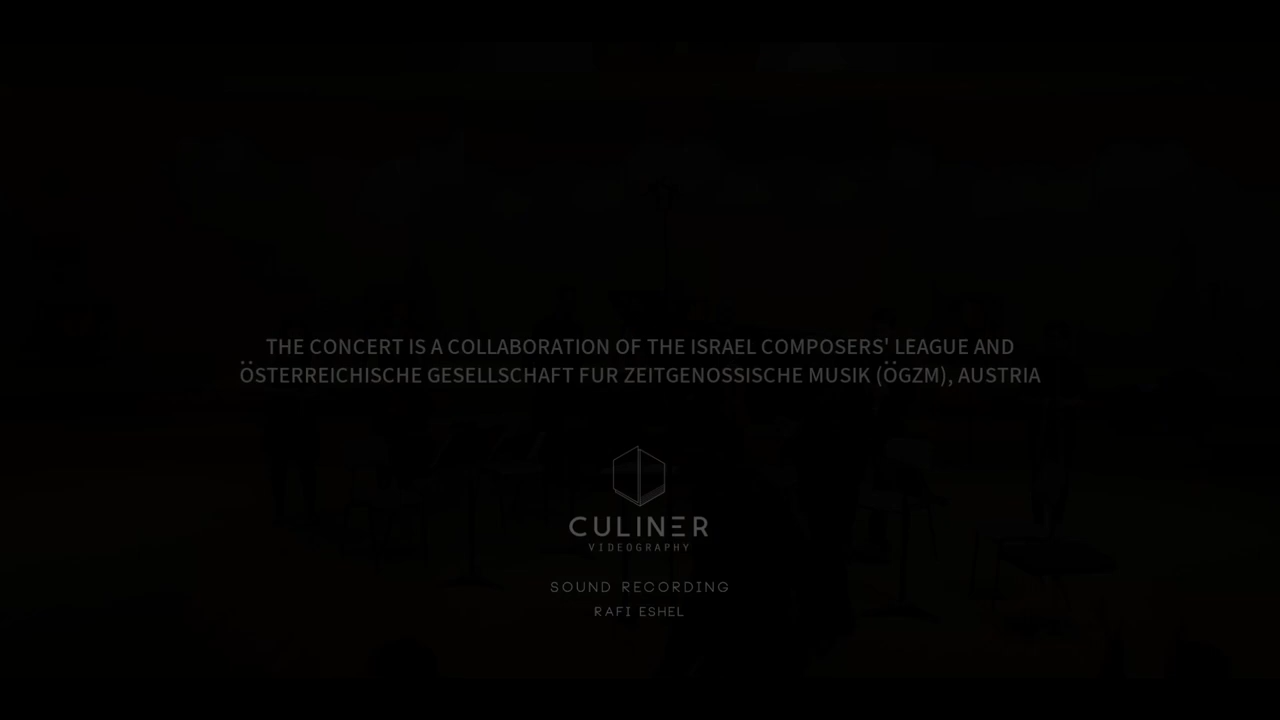 THE CONCERT IS A COLLABORATION OF THE ISRAEL COMPOSERS' LEAGUE AND
ÖSTERREICHISCHE GESELLSCHAFT FUR ZEITGENOSSISCHE MUSIK (ÖGZM), AUSTRIA
CULINER
VIDEOGRAPHY
SOUND RECORDING
RAFI ESHEL